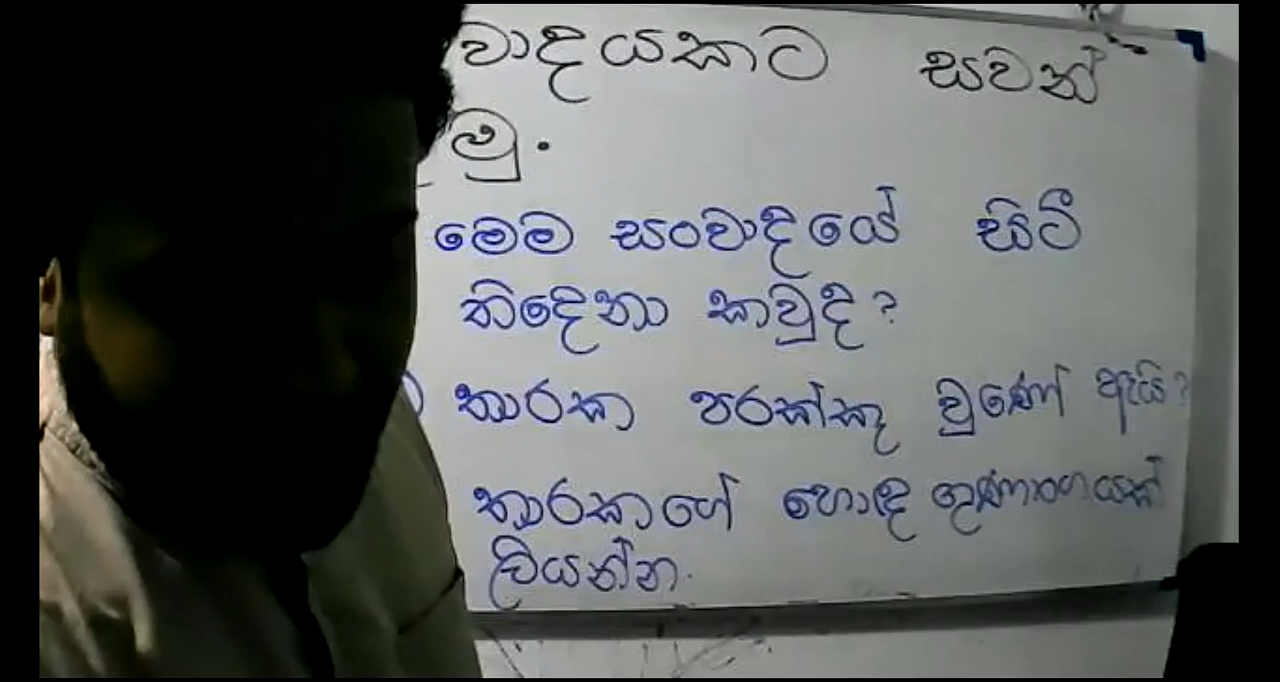 වාදයකට සවන්
මු.
මෙම සංවාදයේ සිටි
තිදෙනා කවුද?
තාරකා පරක්කු වුණේ ඇයි?
තාරකාගේ හොඳ ගුණාංගයක්
ලියන්න.